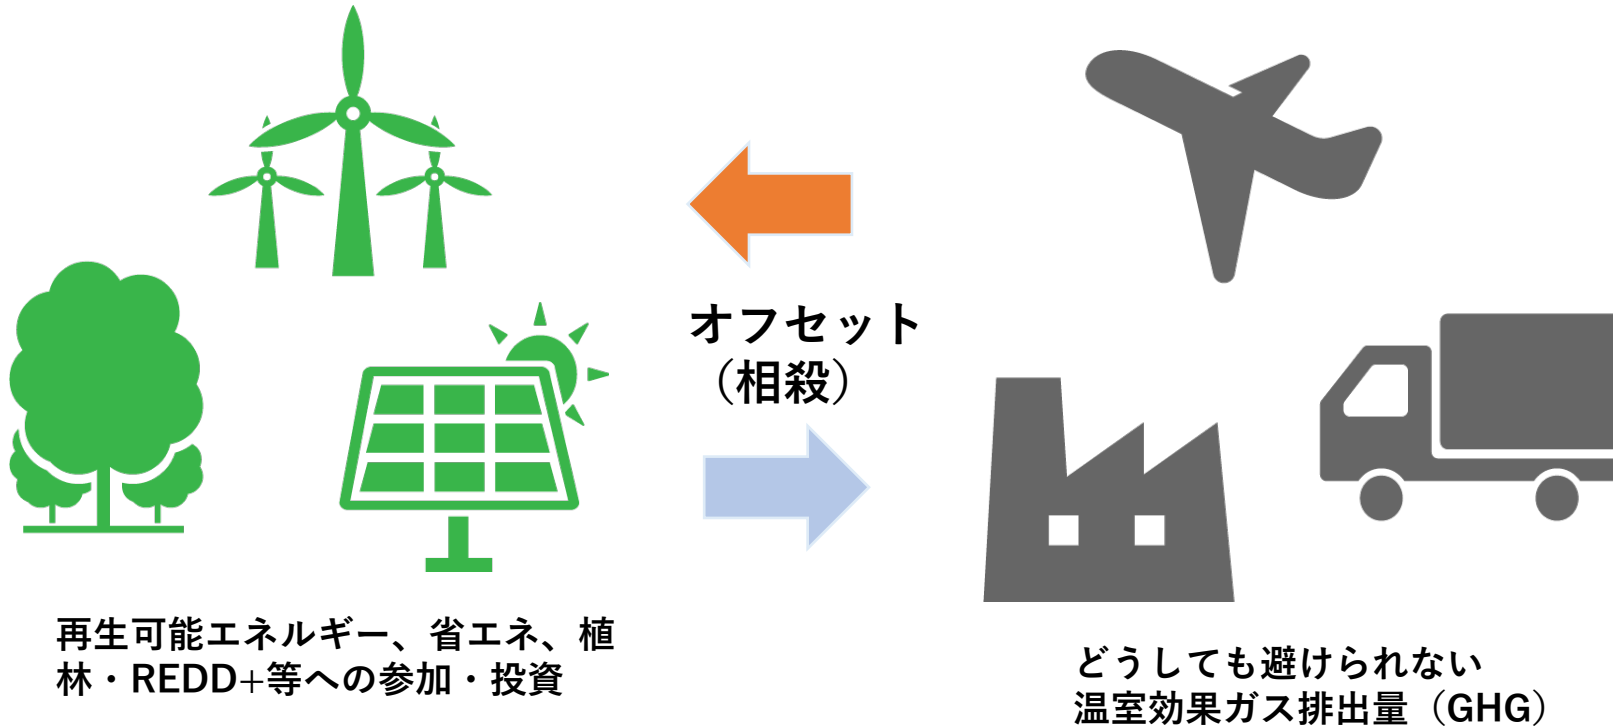 オフセット
（相殺）
再生可能エネルギー、省エネ、植
林・REDD+等への参加・投資
どうしても避けられない
温室効果ガス排出量（GHG）